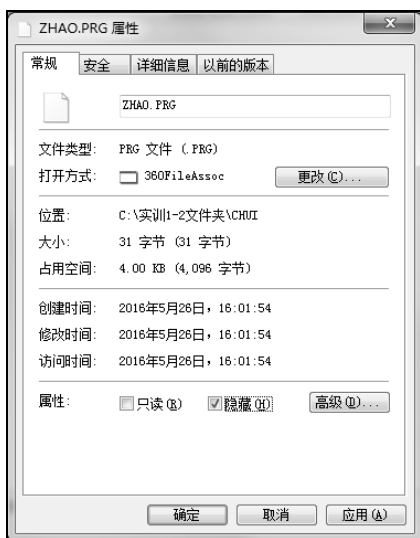 ZHAO.PRG 属性
常规 安全 详细信息 以前的版本
ZHAO.PRG
文件类型: PRG 文件 (.PRG)
打开方式: 360FileAssoc 更改(C)...
位置: C:\实训1-2文件夹\CHUI
大小: 31 字节 (31 字节)
占用空间: 4.00 KB (4,096 字节)
创建时间: 2016年5月26日，16:01:54
修改时间: 2016年5月26日，16:01:54
访问时间: 2016年5月26日，16:01:54
属性: 只读(R) 隐藏(H) 高级(D)...
确定 取消 应用(A)